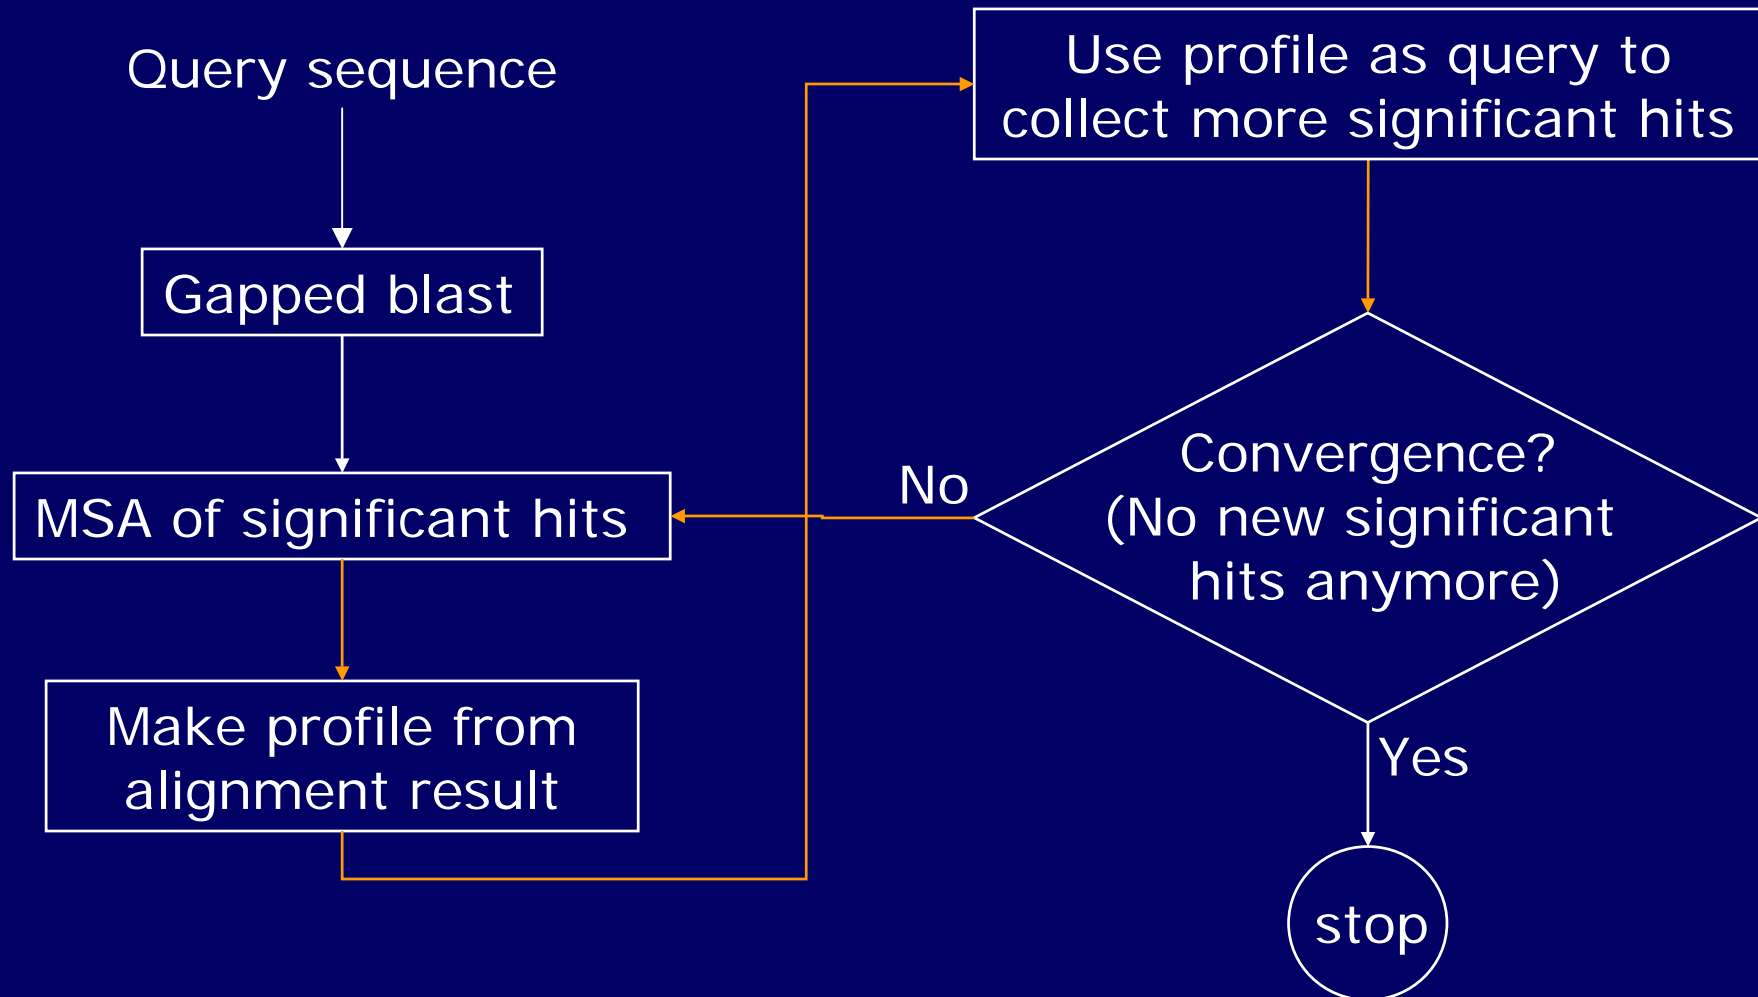 Query sequence
Gapped blast
MSA of significant hits
Make profile from
alignment result
Use profile as query to
collect more significant hits
Convergence?
(No new significant
hits anymore)
No
Yes
stop